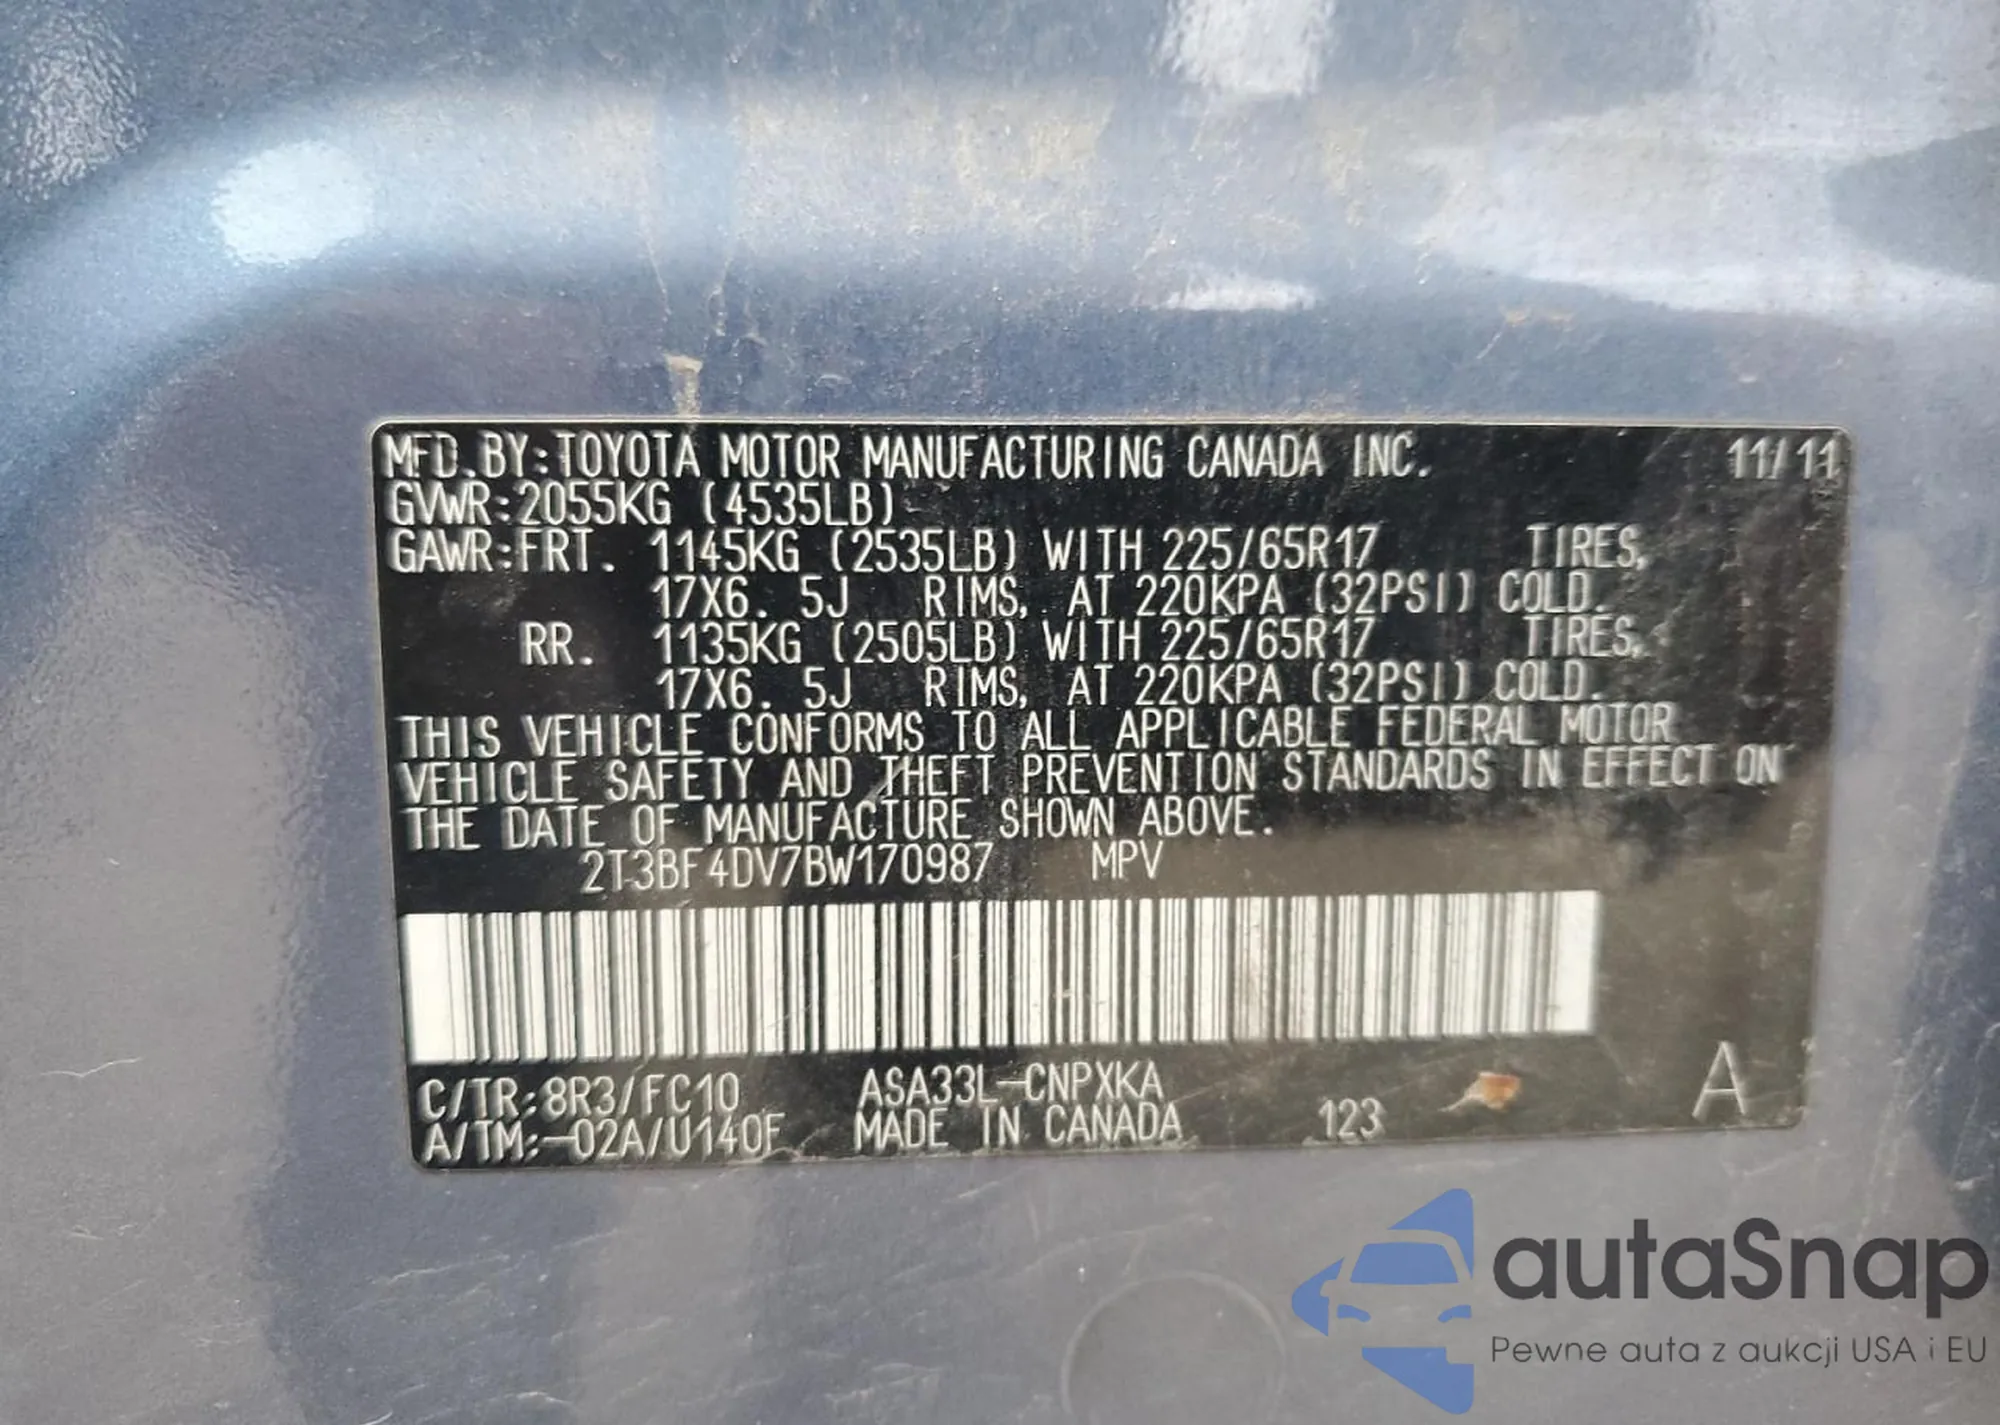 MFD.BY:TOYOTA MOTOR MANUFACTURING CANADA INC. 11/11
GVWR:2055KG (4535LB)
GAWR:FRT. 1145KG (2535LB) WITH 225/65R17 TIRES,
17X6. 5J RIMS, AT 220KPA (32PSI) COLD.
RR. 1135KG (2505LB) WITH 225/65R17 TIRES,
17X6. 5J RIMS, AT 220KPA (32PSI) COLD.
THIS VEHICLE CONFORMS TO ALL APPLICABLE FEDERAL MOTOR
VEHICLE SAFETY AND THEFT PREVENTION STANDARDS IN EFFECT ON
THE DATE OF MANUFACTURE SHOWN ABOVE.
2T3BF4DV7BW170987 MPV
C/TR:8R3/FC10 ASA33L-CNPXKA
A/TM:-02A/U140F MADE IN CANADA 123 A
autaSnap
Pewne auta z aukcji USA i EU